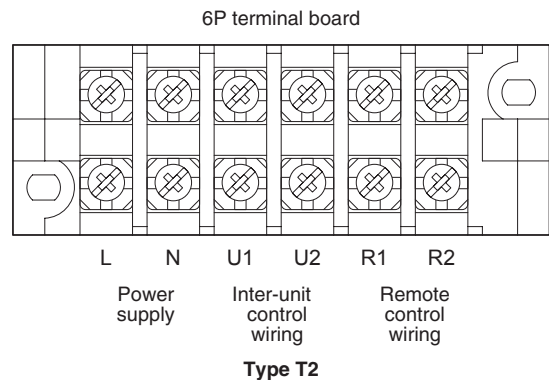 6P terminal board
L N U1 U2 R1 R2
Power supply
Inter-unit control wiring
Remote control wiring
Type T2